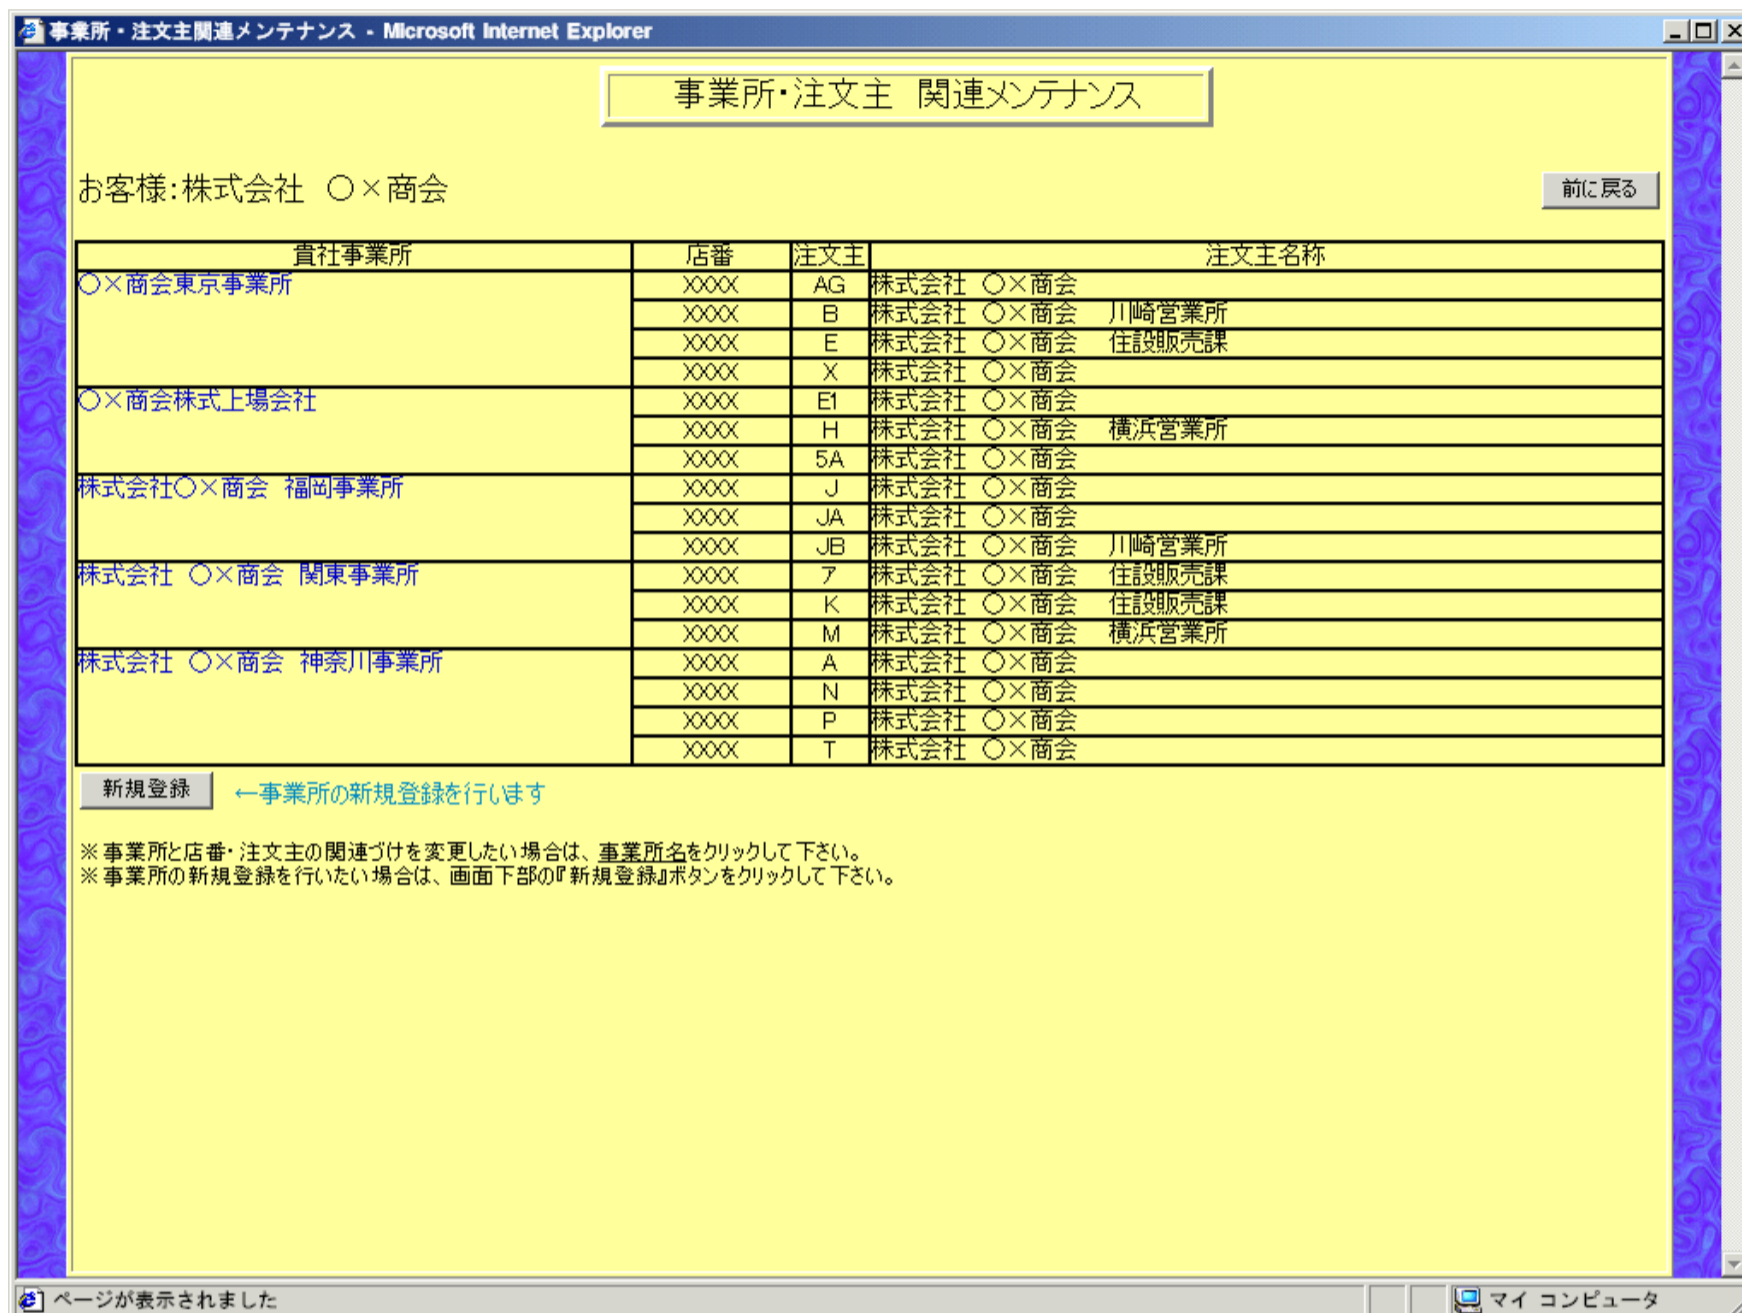 事業所・注文主関連メンテナンス - Microsoft Internet Explorer
事業所・注文主 関連メンテナンス
お客様:株式会社 ○×商会
前に戻る
貴社事業所 店番 注文主 注文主名称
○×商会東京事業所 XXXX AG 株式会社 ○×商会
XXXX B 株式会社 ○×商会 川崎営業所
XXXX E 株式会社 ○×商会 住設販売課
XXXX X 株式会社 ○×商会
○×商会株式上場会社 XXXX E1 株式会社 ○×商会
XXXX H 株式会社 ○×商会 横浜営業所
XXXX 5A 株式会社 ○×商会
株式会社○×商会 福岡事業所 XXXX J 株式会社 ○×商会
XXXX JA 株式会社 ○×商会
XXXX JB 株式会社 ○×商会 川崎営業所
株式会社 ○×商会 関東事業所 XXXX ア 株式会社 ○×商会 住設販売課
XXXX K 株式会社 ○×商会 住設販売課
XXXX M 株式会社 ○×商会 横浜営業所
株式会社 ○×商会 神奈川事業所 XXXX A 株式会社 ○×商会
XXXX N 株式会社 ○×商会
XXXX P 株式会社 ○×商会
XXXX T 株式会社 ○×商会
新規登録 ←事業所の新規登録を行います
※事業所と店番・注文主の関連づけを変更したい場合は、事業所名をクリックして下さい。
※事業所の新規登録を行いたい場合は、画面下部の『新規登録』ボタンをクリックして下さい。
ページが表示されました
マイ コンピュータ